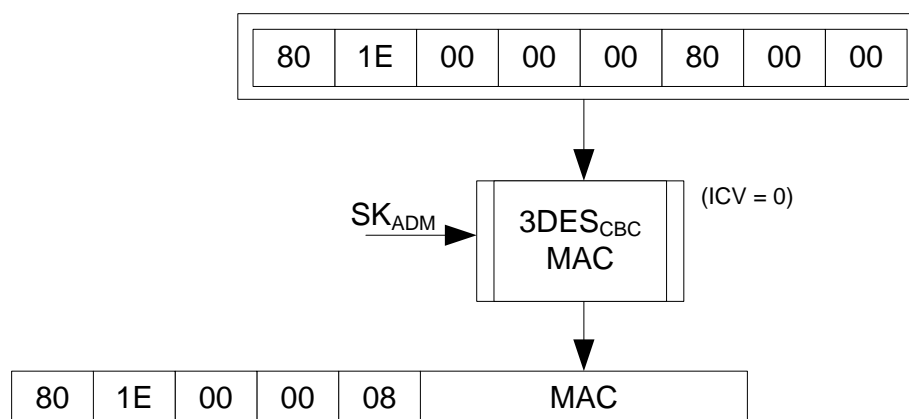 80 1E 00 00 00 80 00 00
(ICV = 0)
SK_ADM
3DES_CBC
MAC
80 1E 00 00 08 MAC